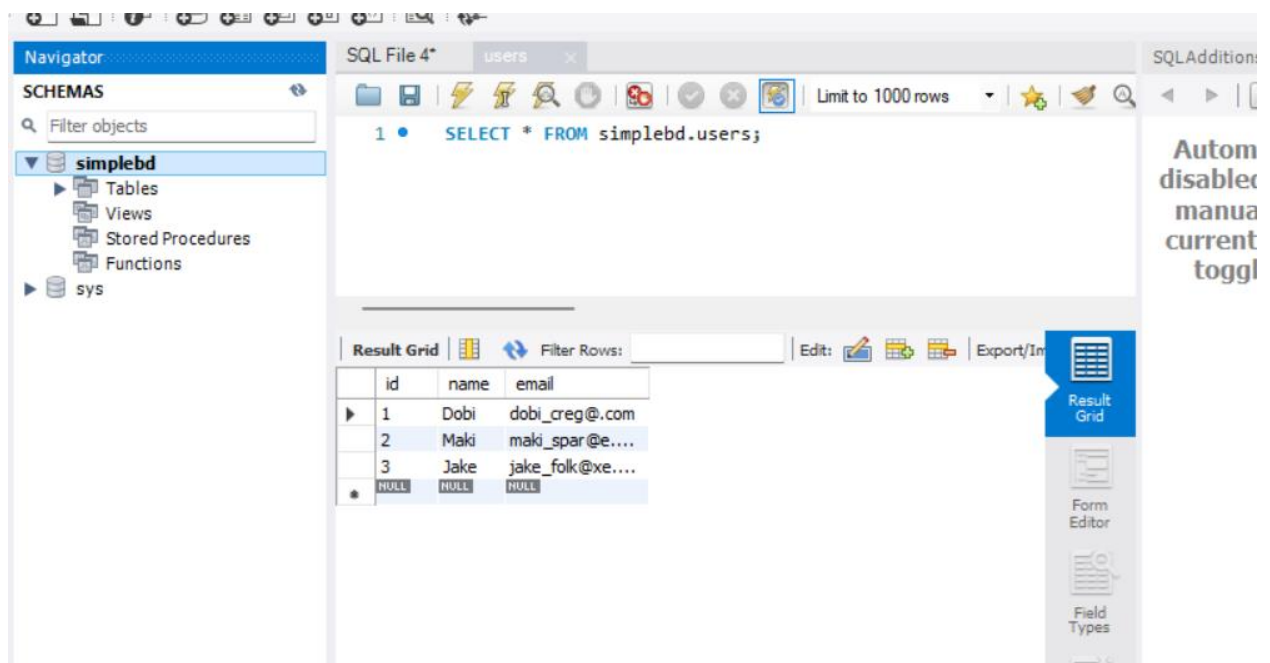 Navigator
SCHEMAS
Filter objects
simplebd
Tables
Views
Stored Procedures
Functions
sys
SQL File 4*
users
Limit to 1000 rows
1
SELECT * FROM simplebd.users;
Result Grid
Filter Rows:
Edit:
Export/Im
id name email
1 Dobi dobi_creg@.com
2 Maki maki_spar@e....
3 Jake jake_folk@xe....
NULL NULL NULL
Result
Grid
Form
Editor
Field
Types
SQLAddition
Autom
disabled
manua
current
toggl